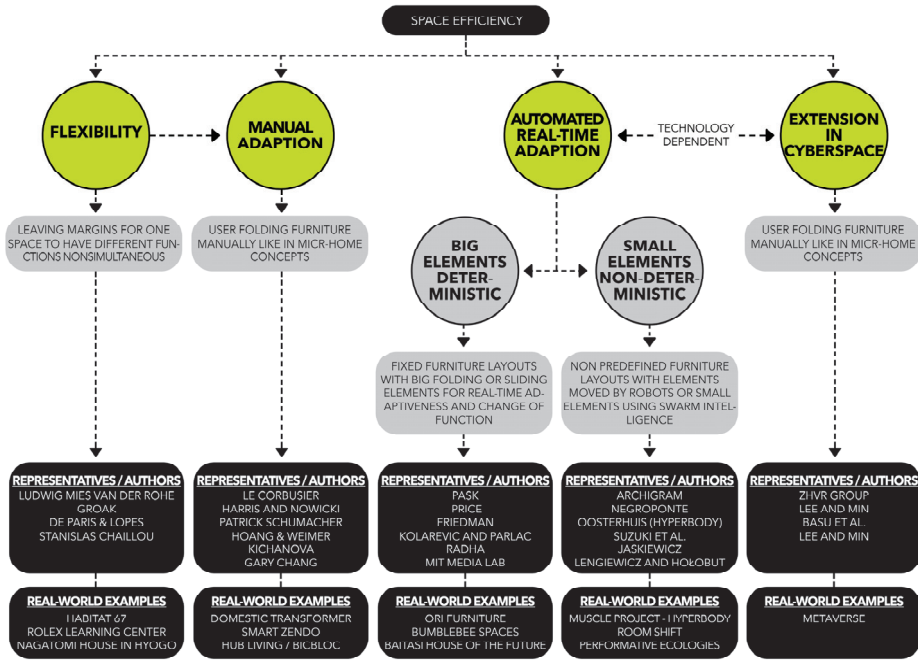 SPACE EFFICIENCY
FLEXIBILITY
MANUAL
ADAPTION
AUTOMATED
REAL-TIME
ADAPTION
TECHNOLOGY
DEPENDENT
EXTENSION
IN
CYBERSPACE
LEAVING MARGINS FOR ONE
SPACE TO HAVE DIFFERENT FUN-
CTIONS NONSIMULTANEOUS
USER FOLDING FURNITURE
MANUALLY LIKE IN MICR-HOME
CONCEPTS
BIG
ELEMENTS
DETER-
MINISTIC
SMALL
ELEMENTS
NON-DETER-
MINISTIC
USER FOLDING FURNITURE
MANUALLY LIKE IN MICR-HOME
CONCEPTS
FIXED FURNITURE LAYOUTS
WITH BIG FOLDING OR SLIDING
ELEMENTS FOR REAL-TIME AD-
APTIVENESS AND CHANGE OF
FUNCTION
NON PREDEFINED FURNITURE
LAYOUTS WITH ELEMENTS
MOVED BY ROBOTS OR SMALL
ELEMENTS USING SWARM INTEL-
LIGENCE
REPRESENTATIVES / AUTHORS
LUDWIG MIES VAN DER ROHE
GROAK
DE PARIS & LOPES
STANISLAS CHAILLOU
REPRESENTATIVES / AUTHORS
LE CORBUSIER
HARRIS AND NOWICKI
PATRICK SCHUMACHER
HOANG & WEIMER
KICHANOVA
GARY CHANG
REPRESENTATIVES / AUTHORS
PASK
PRICE
FRIEDMAN
KOLAREVIC AND PARLAC
RADHA
MIT MEDIA LAB
REPRESENTATIVES / AUTHORS
ARCHIGRAM
NEGROPONTE
OOSTERHUIS (HYPERBODY)
SUZUKI ET AL.
JASKIEWICZ
LENGIEWICZ AND HOŁOBUT
REPRESENTATIVES / AUTHORS
ZHVR GROUP
LEE AND MIN
BASU ET AL.
LEE AND MIN
REAL-WORLD EXAMPLES
HABITAT 67
ROLEX LEARNING CENTER
NAGATOMI HOUSE IN HYOGO
REAL-WORLD EXAMPLES
DOMESTIC TRANSFORMER
SMART ZENDO
HUB LIVING / BICBLOC
REAL-WORLD EXAMPLES
ORI FURNITURE
BUMBLEBEE SPACES
BAITASI HOUSE OF THE FUTURE
REAL-WORLD EXAMPLES
MUSCLE PROJECT - HYPERBODY
ROOM SHIFT
PERFORMATIVE ECOLOGIES
REAL-WORLD EXAMPLES
METAVERSE